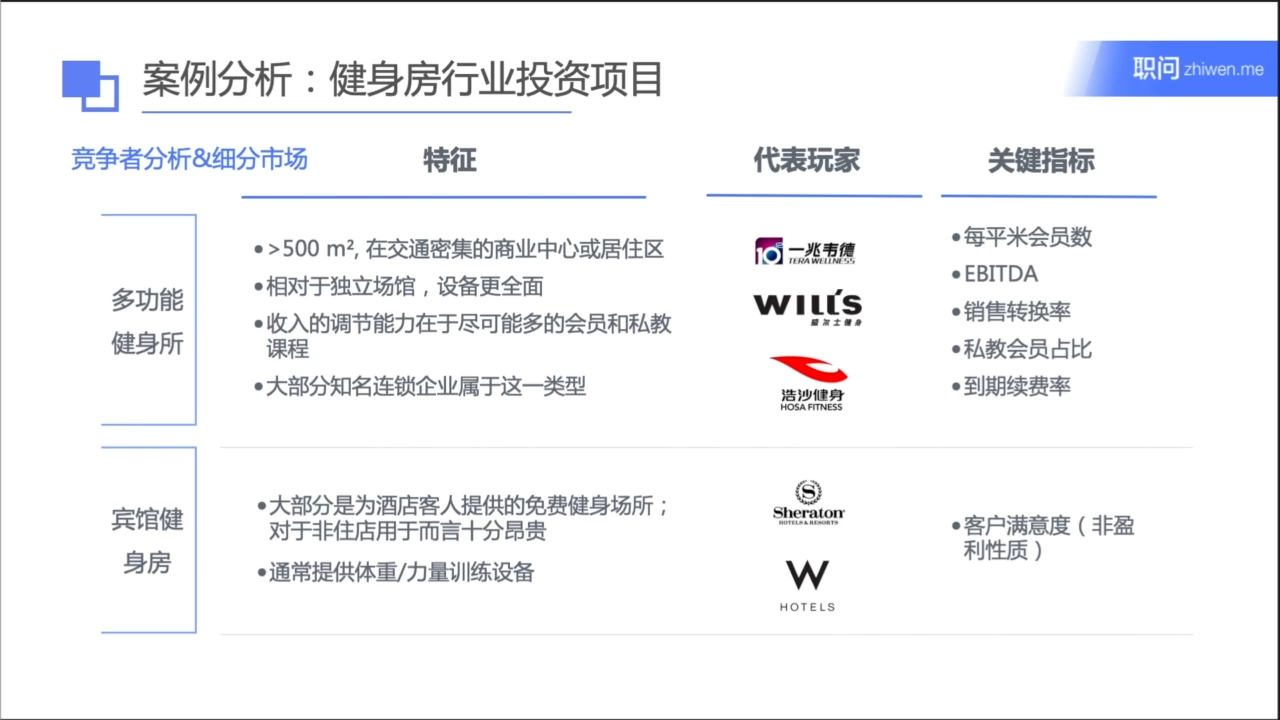 案例分析：健身房行业投资项目
职问 zhiwen.me
竞争者分析&细分市场
特征
代表玩家
关键指标
多功能
健身所
•>500 m², 在交通密集的商业中心或居住区
•相对于独立场馆，设备更全面
•收入的调节能力在于尽可能多的会员和私教
课程
•大部分知名连锁企业属于这一类型
10
一兆韦德
TERA WELLNESS
WILL'S
威尔士健身
浩沙健身
HOSA FITNESS
•每平米会员数
•EBITDA
•销售转换率
•私教会员占比
•到期续费率
宾馆健
身房
•大部分是为酒店客人提供的免费健身场所；
对于非住店用于而言十分昂贵
•通常提供体重/力量训练设备
S
Sheraton
HOTELS & RESORTS
W
HOTELS
•客户满意度（非盈
利性质）